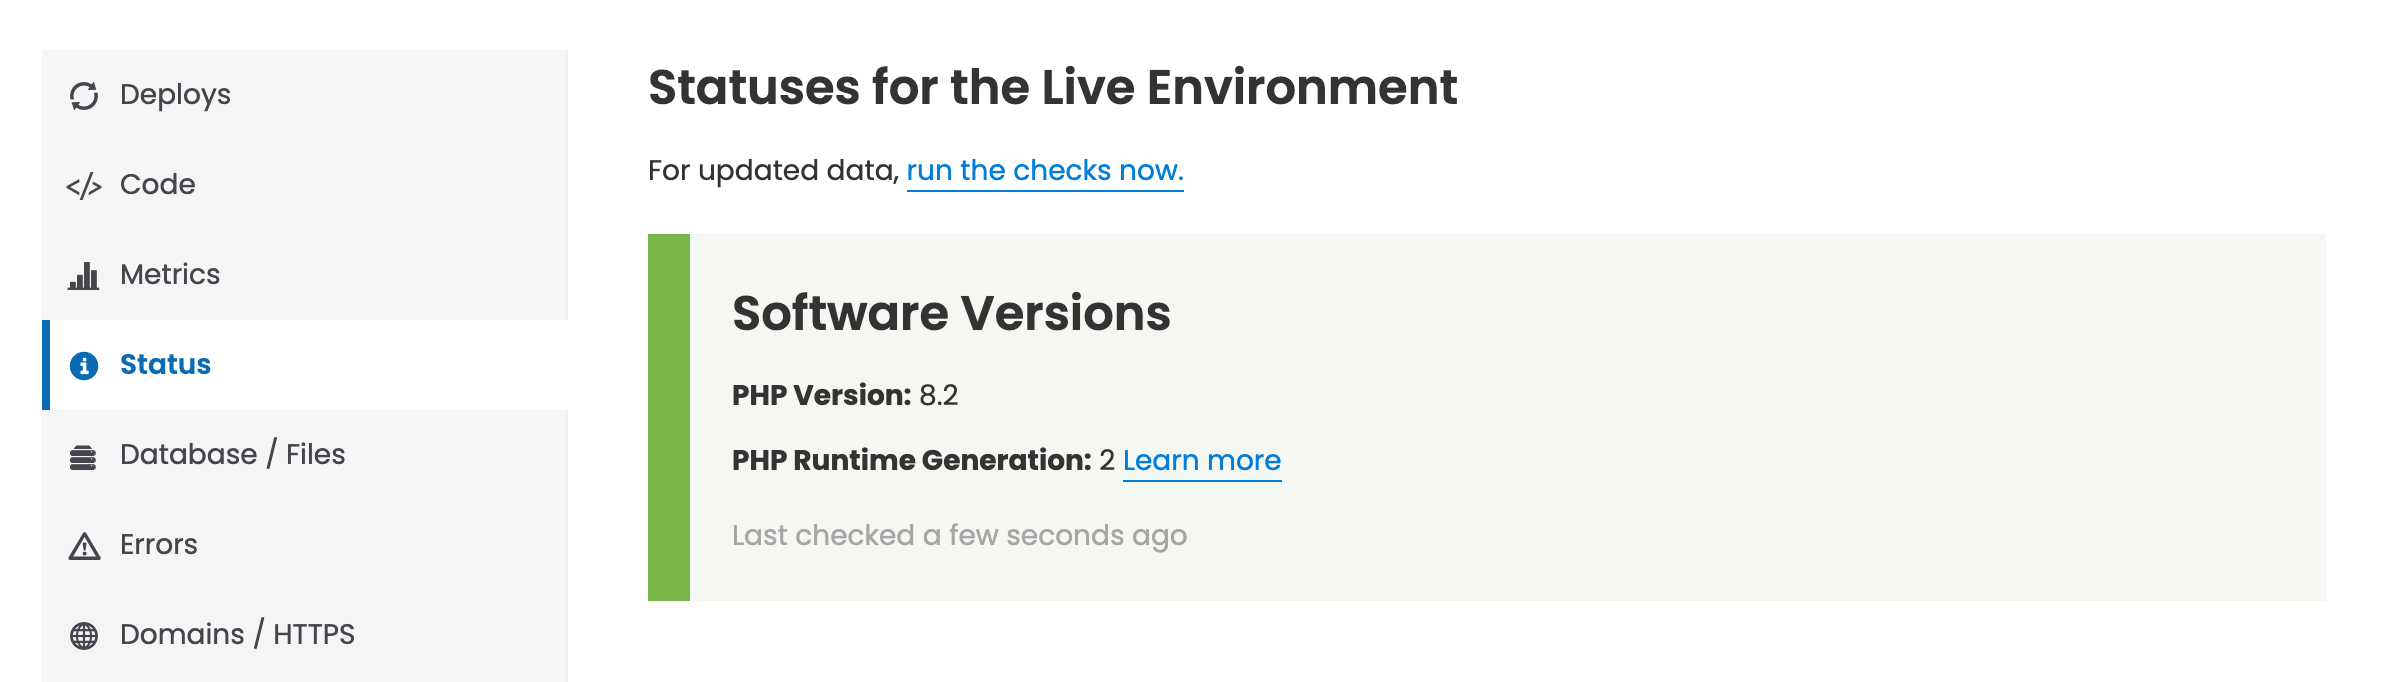 Deploys
Code
Metrics
Status
Database / Files
Errors
Domains / HTTPS
Statuses for the Live Environment
For updated data, run the checks now.
Software Versions
PHP Version: 8.2
PHP Runtime Generation: 2 Learn more
Last checked a few seconds ago